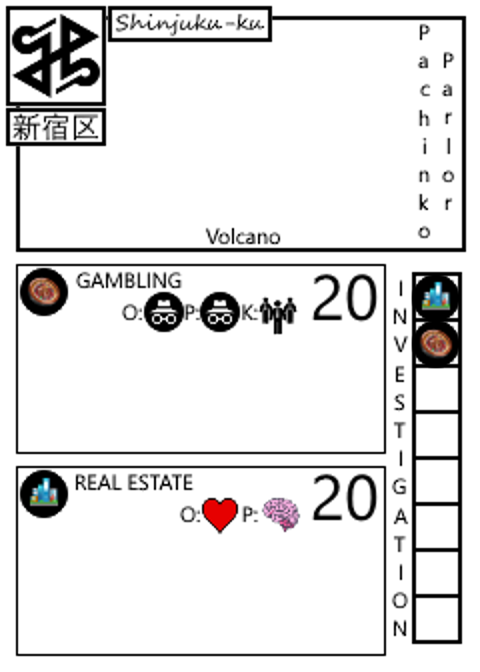 Shinjuku-ku
新宿区
Pachinko
Parlor
Volcano
GAMBLING
20
O: P: K:
REAL ESTATE
20
O: P:
INVESTIGATION